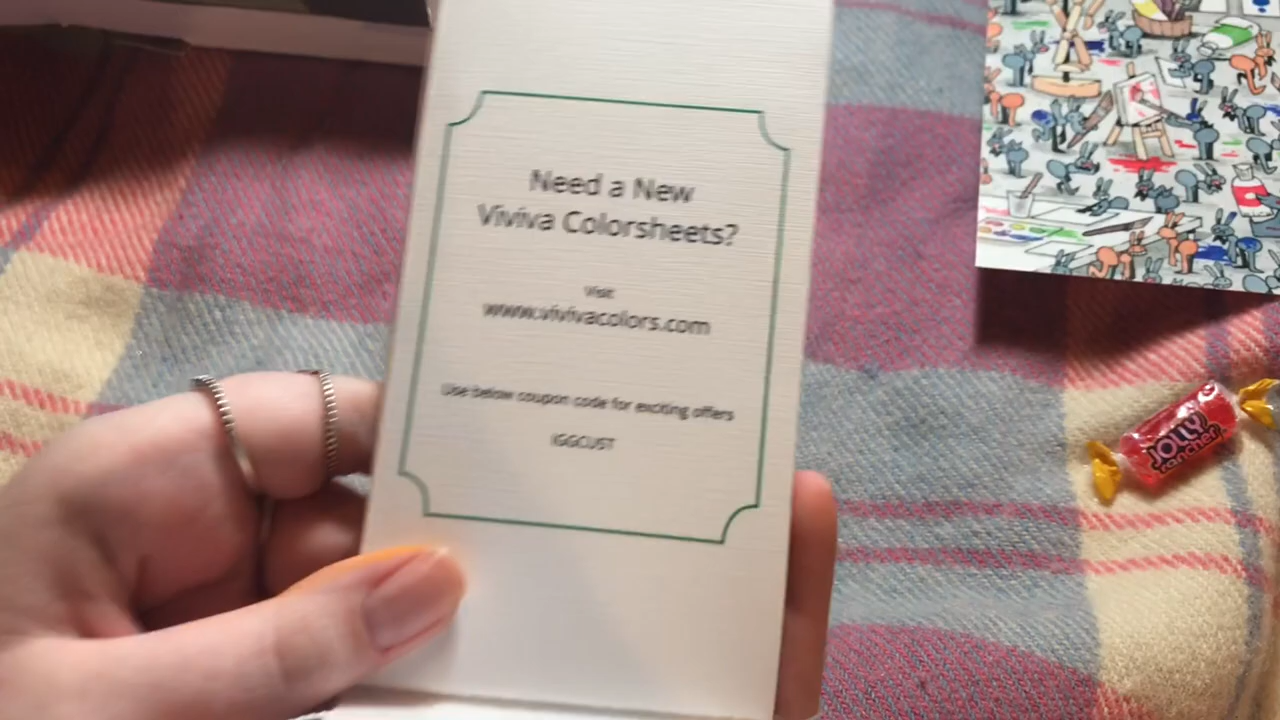 Need a New
Viviva Colorsheets?
Visit
www.vivivacolors.com
Use below coupon code for exciting offers
IGGCUST
JOLLY
rancher